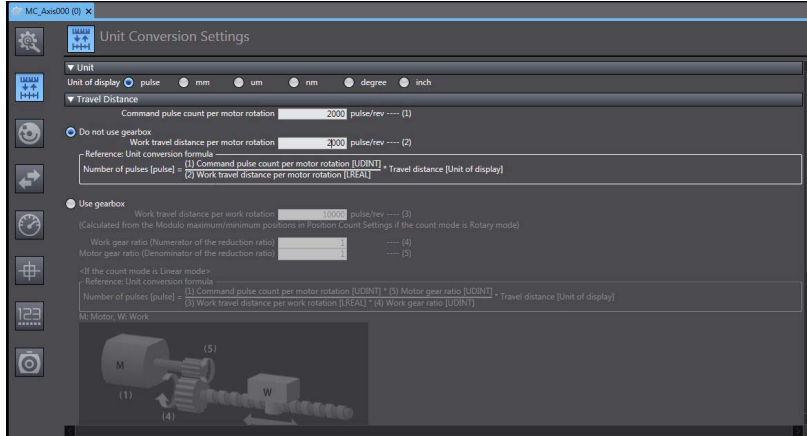 MC_Axis000 (0) ×
Unit Conversion Settings
▼ Unit
Unit of display pulse mm um nm degree inch
▼ Travel Distance
Command pulse count per motor rotation 2000 pulse/rev ---- (1)
Do not use gearbox
Work travel distance per motor rotation 2000 pulse/rev ---- (2)
Reference: Unit conversion formula
(1) Command pulse count per motor rotation [UDINT]
Number of pulses [pulse] = * Travel distance [Unit of display]
(2) Work travel distance per motor rotation [LREAL]
Use gearbox
Work travel distance per work rotation 10000 pulse/rev ---- (3)
(Calculated from the Modulo maximum/minimum positions in Position Count Settings if the count mode is Rotary mode)
Work gear ratio (Numerator of the reduction ratio) 1 ---- (4)
Motor gear ratio (Denominator of the reduction ratio) 1 ---- (5)
<If the count mode is Linear mode>
Reference: Unit conversion formula
(1) Command pulse count per motor rotation [UDINT] * (5) Motor gear ratio [UDINT]
Number of pulses [pulse] = * Travel distance [Unit of display]
(3) Work travel distance per work rotation [LREAL] * (4) Work gear ratio [UDINT]
M: Motor, W: Work
(5)
M
W
(1)
(4)
123